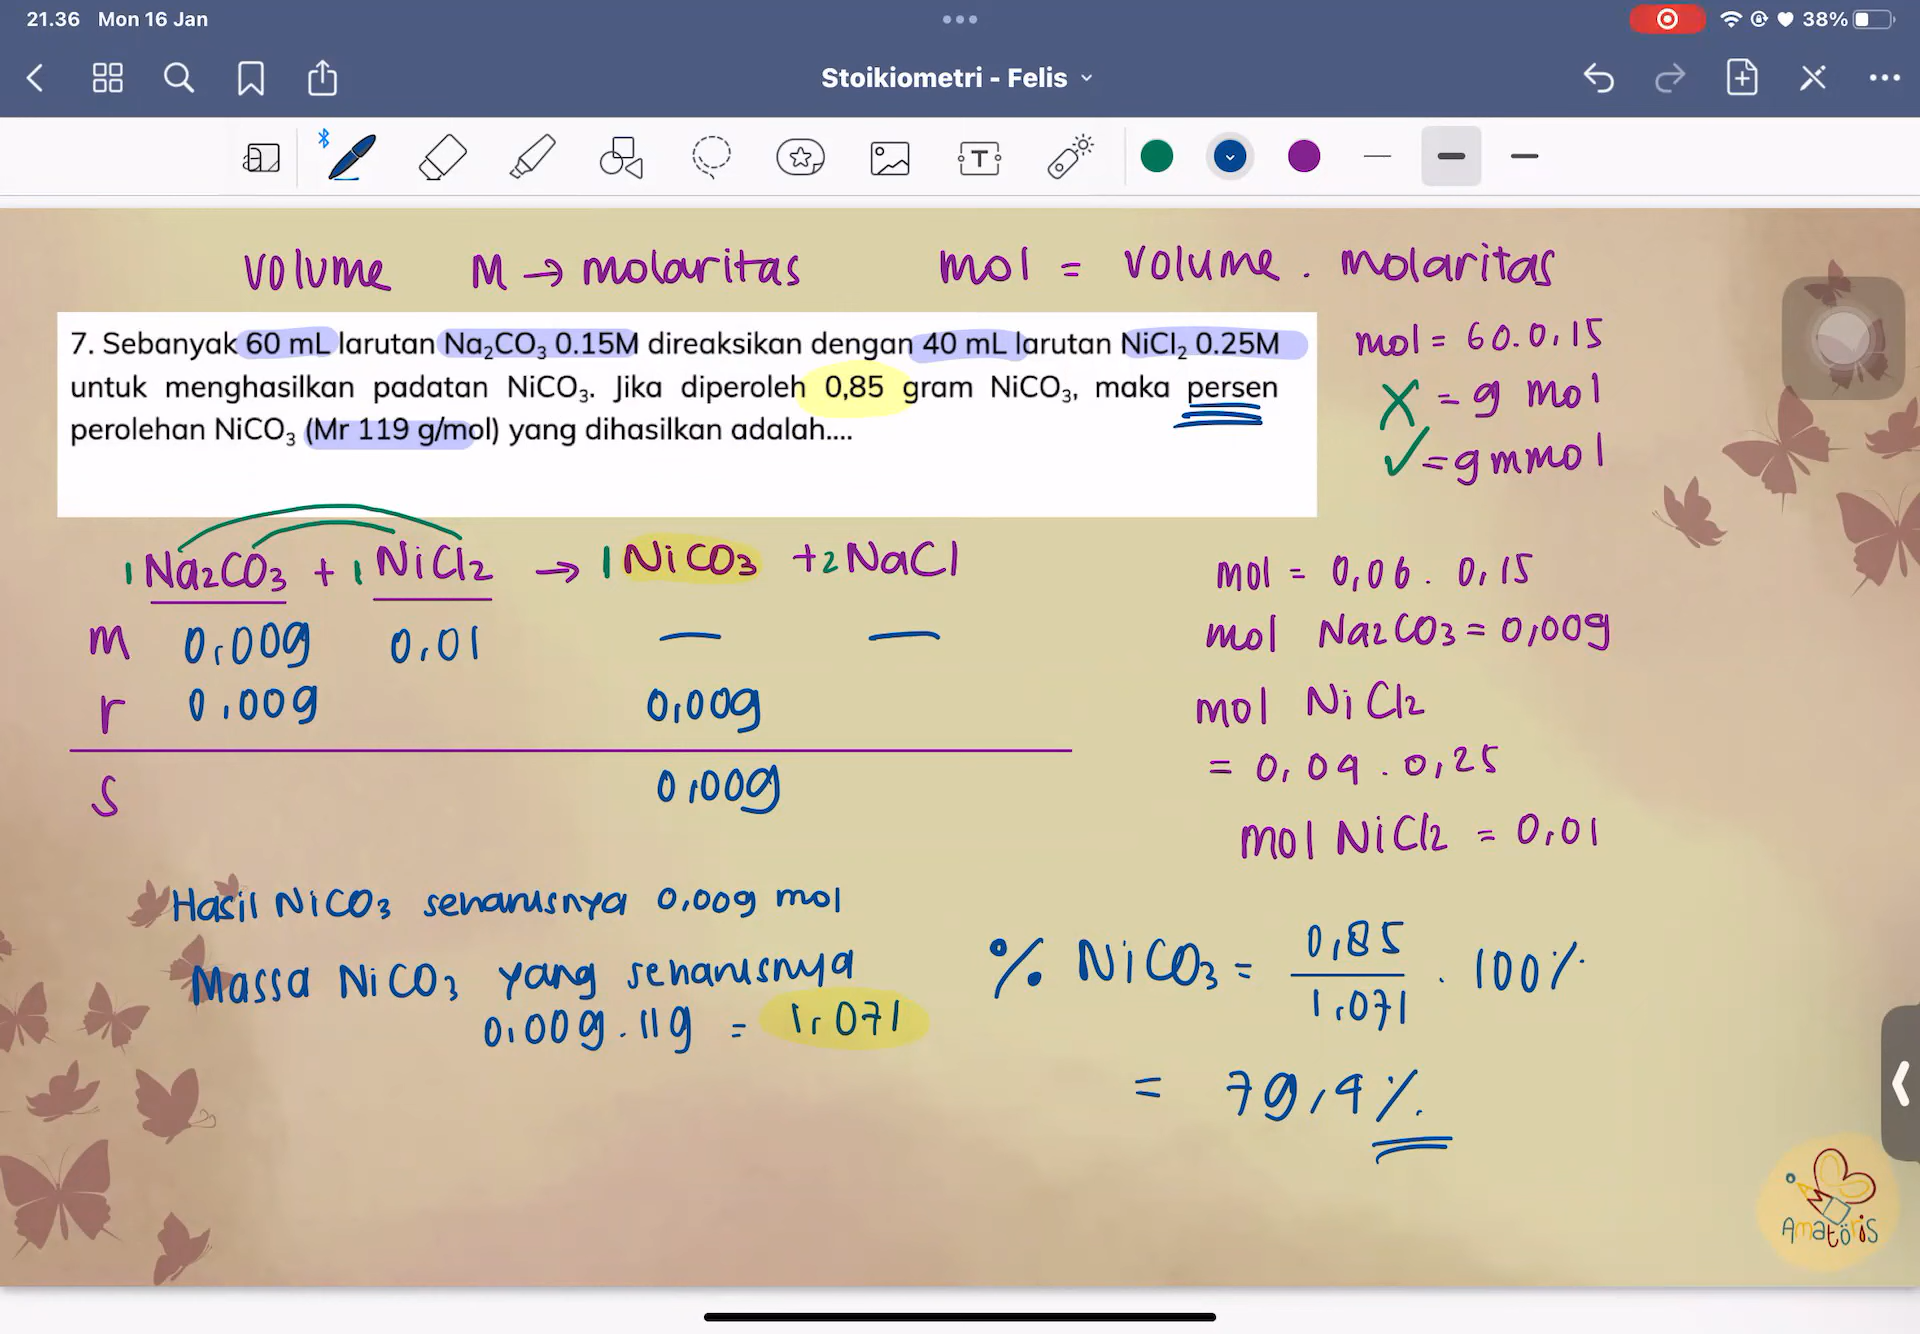 21.36 Mon 16 Jan
38%
Stoikiometri - Felis
volume M → molaritas mol = volume . molaritas
7. Sebanyak 60 mL larutan Na₂CO₃ 0.15M direaksikan dengan 40 mL larutan NiCl₂ 0.25M
untuk menghasilkan padatan NiCO₃. Jika diperoleh 0,85 gram NiCO₃, maka persen
perolehan NiCO₃ (Mr 119 g/mol) yang dihasilkan adalah....
mol = 60.0,15
X = 9 mol
✓ = 9 mmol
1 Na₂CO₃ + 1 NiCl₂ → 1 NiCO₃ + 2 NaCl
m 0,009 0,01 — —
r 0,009 0,009
s 0,009
mol = 0,06 . 0,15
mol Na₂CO₃ = 0,009
mol NiCl₂
= 0,04 . 0,25
mol NiCl₂ = 0,01
Hasil NiCO₃ seharusnya 0,009 mol
Massa NiCO₃ yang seharusnya
0,009 . 119 = 1,071
% NiCO₃ = 0,85 / 1,071 . 100%
= 79,4 %
Amatöris